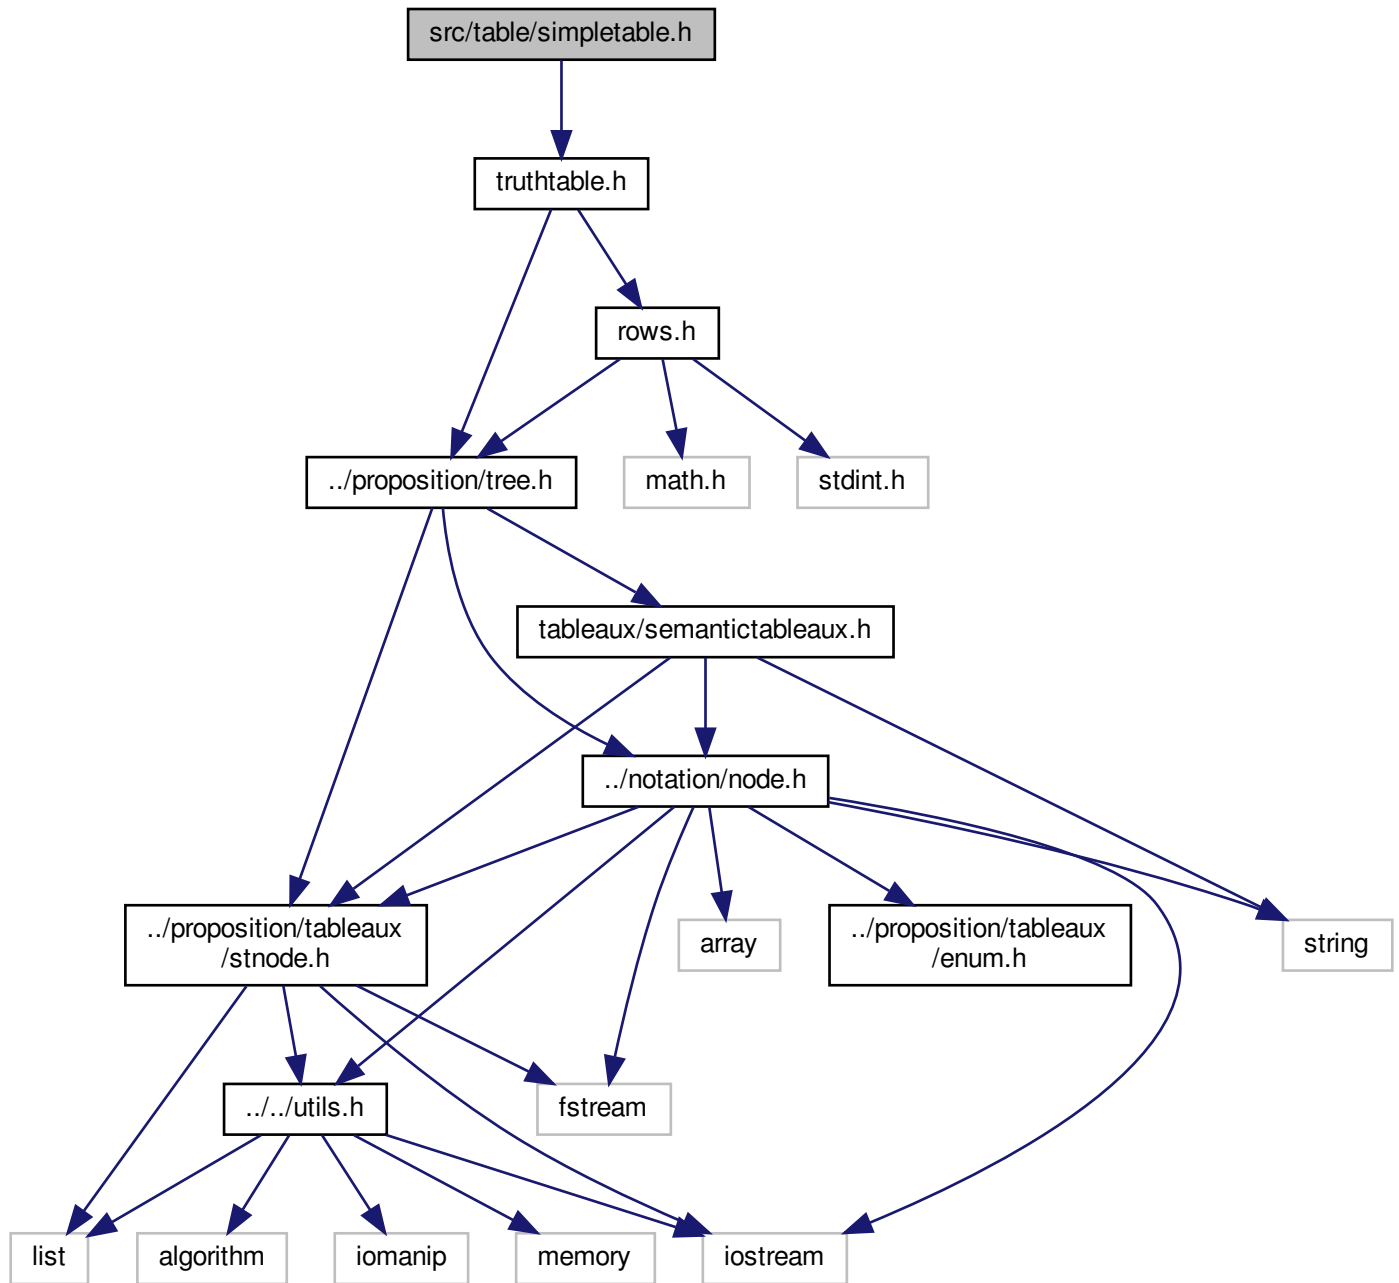 src/table/simpletable.h
truthtable.h
rows.h
../proposition/tree.h
math.h
stdint.h
tableaux/semantictableaux.h
../notation/node.h
../proposition/tableaux
/stnode.h
array
../proposition/tableaux
/enum.h
string
../../utils.h
fstream
list
algorithm
iomanip
memory
iostream